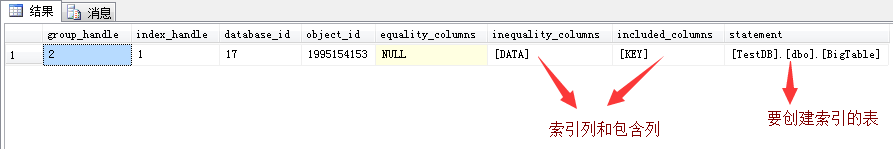 结果 消息
group_handle index_handle database_id object_id equality_columns inequality_columns included_columns statement
1 2 1 17 1995154153 NULL [DATA] [KEY] [TestDB].[dbo].[BigTable]
索引列和包含列 要创建索引的表